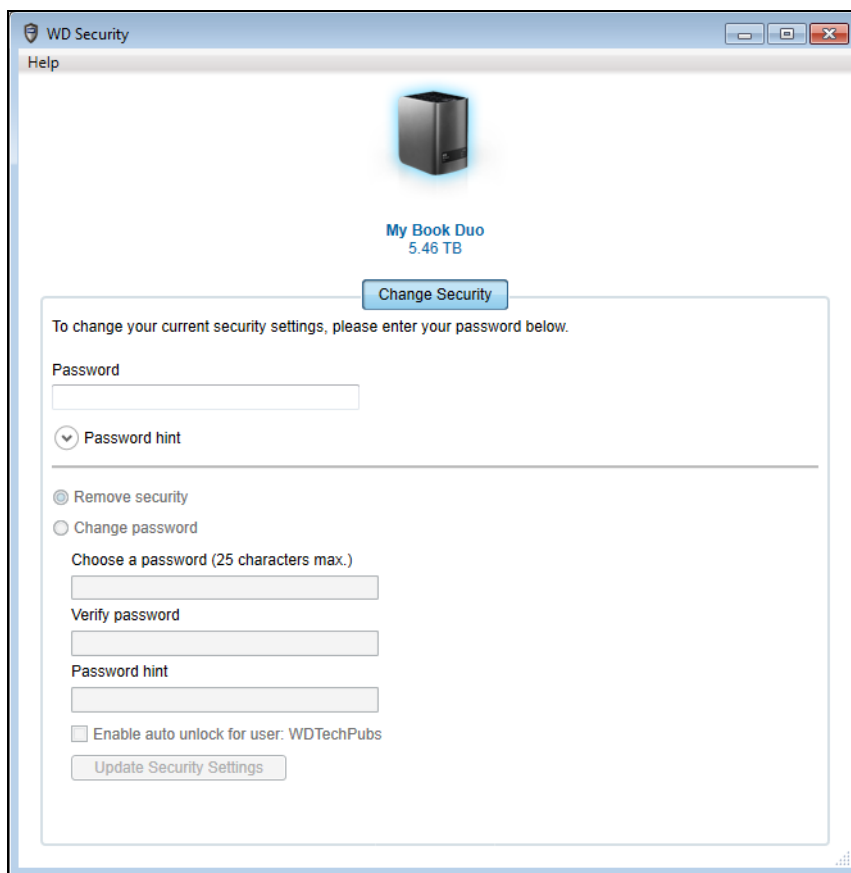 WD Security
Help
My Book Duo
5.46 TB
Change Security
To change your current security settings, please enter your password below.
Password
Password hint
Remove security
Change password
Choose a password (25 characters max.)
Verify password
Password hint
Enable auto unlock for user: WDTechPubs
Update Security Settings